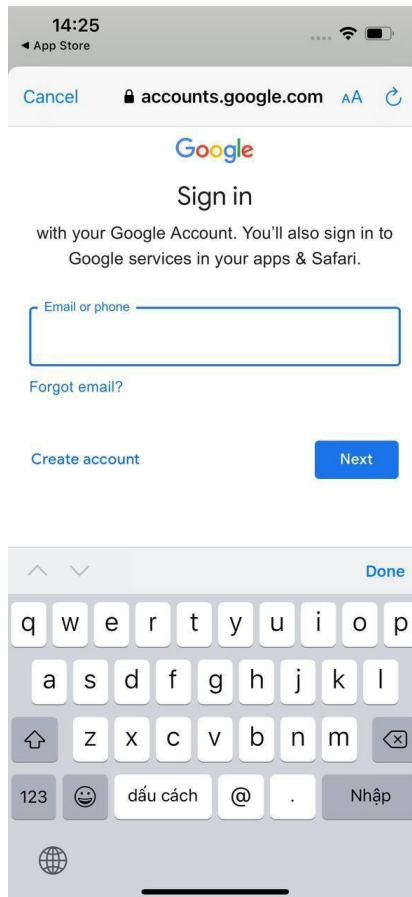 14:25
◀ App Store
Cancel accounts.google.com AA
Google
Sign in
with your Google Account. You’ll also sign in to
Google services in your apps & Safari.
Email or phone
Forgot email?
Create account Next
Done
q w e r t y u i o p
a s d f g h j k l
z x c v b n m
123 dấu cách @ . Nhập